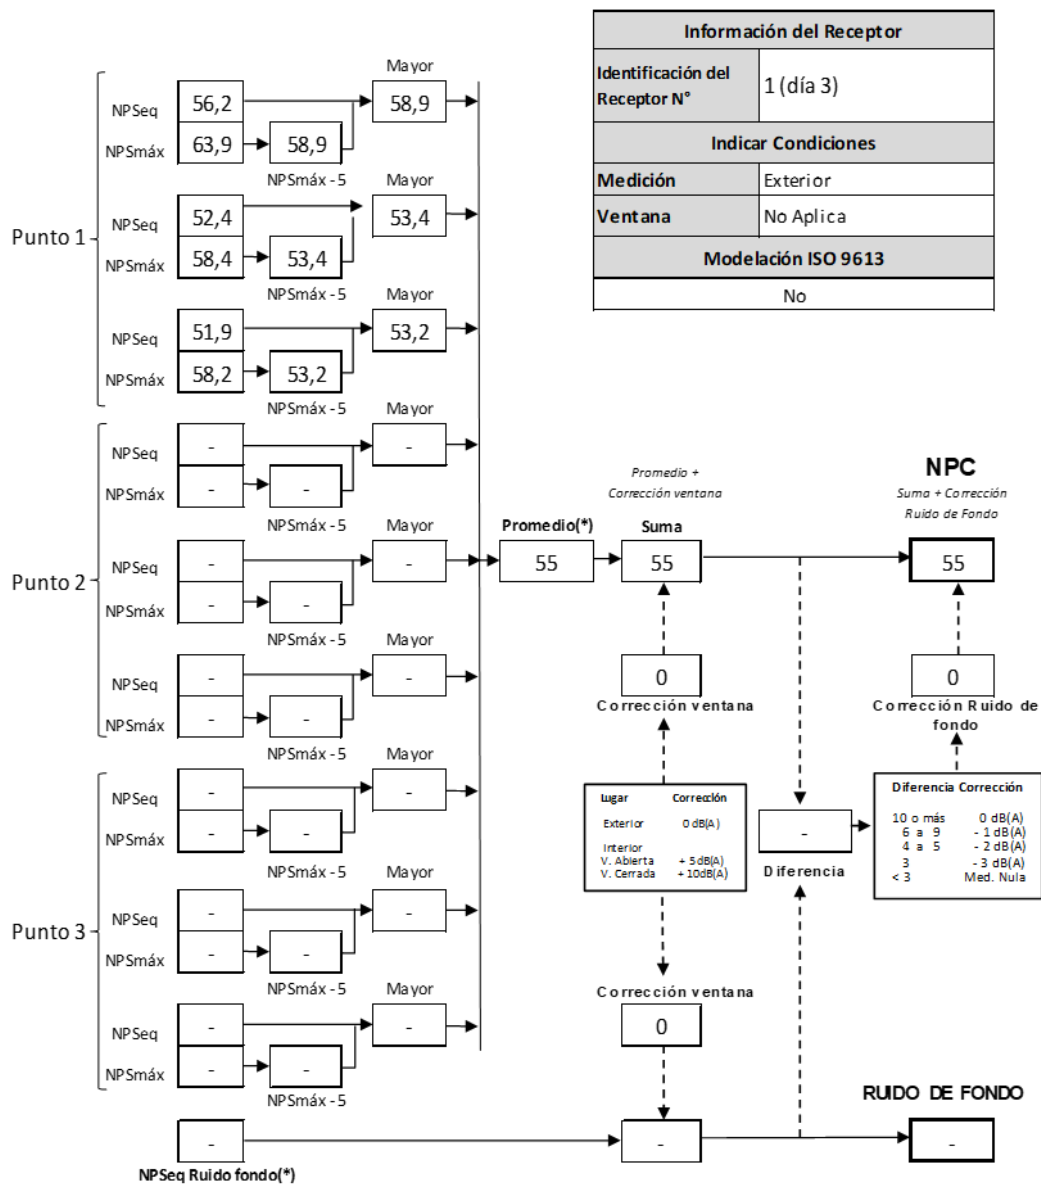 Información del Receptor
Identificación del Receptor N°
1 (día 3)
Indicar Condiciones
Medición Exterior
Ventana No Aplica
Modelación ISO 9613
No
Punto 1
Mayor
NPSeq 56,2 58,9
NPSmáx 63,9 58,9
NPSmáx - 5
Mayor
NPSeq 52,4 53,4
NPSmáx 58,4 53,4
NPSmáx - 5
Mayor
NPSeq 51,9 53,2
NPSmáx 58,2 53,2
NPSmáx - 5
Punto 2
Mayor
NPSeq - -
NPSmáx - -
NPSmáx - 5
Mayor
NPSeq - -
NPSmáx - -
NPSmáx - 5
Mayor
NPSeq - -
NPSmáx - -
NPSmáx - 5
Punto 3
Mayor
NPSeq - -
NPSmáx - -
NPSmáx - 5
Mayor
NPSeq - -
NPSmáx - -
NPSmáx - 5
Mayor
NPSeq - -
NPSmáx - -
NPSmáx - 5
-
NPSeq Ruido fondo(*)
Promedio(*)
55
Promedio +
Corrección ventana
Suma
55
0
Corrección ventana
Lugar Corrección
Exterior 0 dB(A)
Interior
V. Abierta + 5dB(A)
V. Cerrada + 10dB(A)
Corrección ventana
0
-
-
Diferencia
NPC
Suma + Corrección
Ruido de Fondo
55
0
Corrección Ruido de
fondo
Diferencia Corrección
10 o más 0 dB(A)
6 a 9 - 1 dB(A)
4 a 5 - 2 dB(A)
3 - 3 dB(A)
< 3 Med. Nula
RUIDO DE FONDO
-